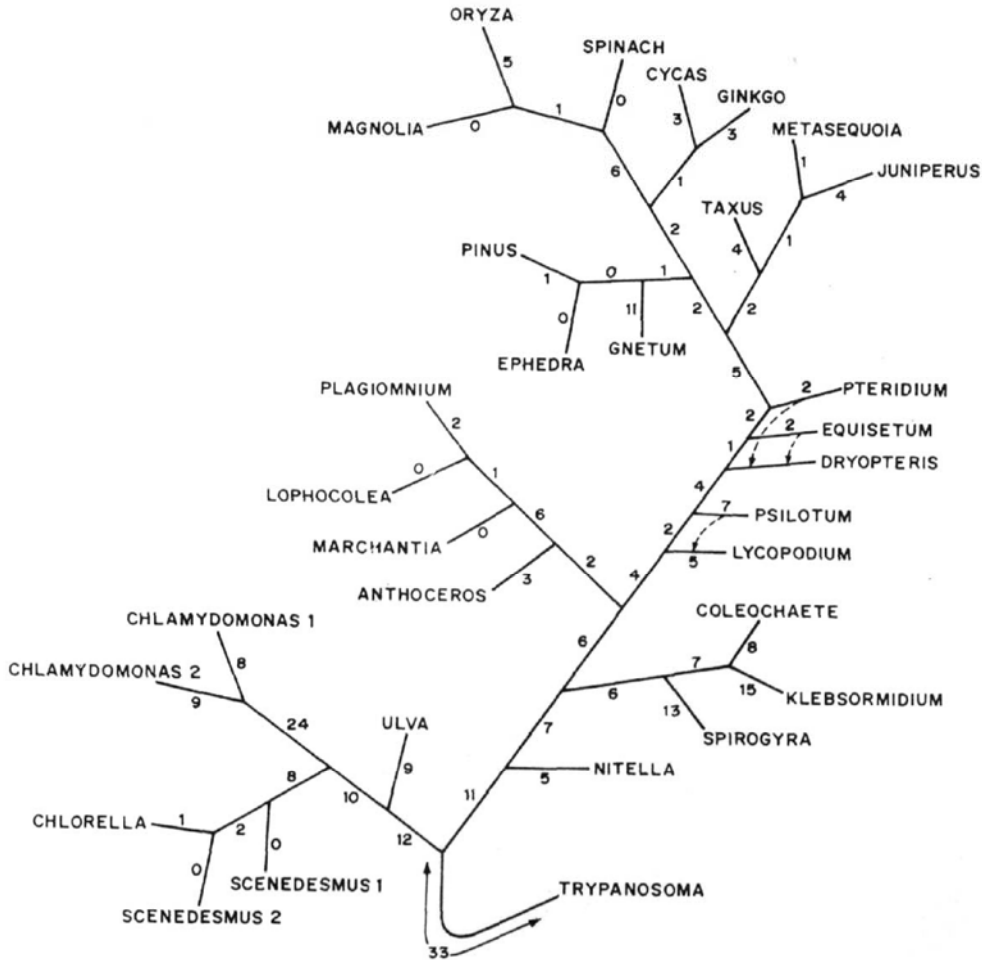 ORYZA
5
SPINACH
CYCAS
GINKGO
METASEQUOIA
JUNIPERUS
MAGNOLIA
0
1
0
3
3
1
4
TAXUS
6
1
4
1
PINUS
2
1
0
1
0
11
2
2
EPHEDRA
GNETUM
5
PLAGIOMNIUM
2
PTERIDIUM
2
2
2
EQUISETUM
1
DRYOPTERIS
0
LOPHOCOLEA
1
4
6
7
PSILOTUM
MARCHANTIA
0
2
5
LYCOPODIUM
ANTHOCEROS
3
2
4
COLEOCHAETE
CHLAMYDOMONAS 1
8
6
8
7
CHLAMYDOMONAS 2
9
6
15
KLEBSORMIDIUM
24
ULVA
13
SPIROGYRA
7
9
8
5
NITELLA
10
11
CHLORELLA
1
2
12
0
0
SCENEDESMUS 1
SCENEDESMUS 2
TRYPANOSOMA
33